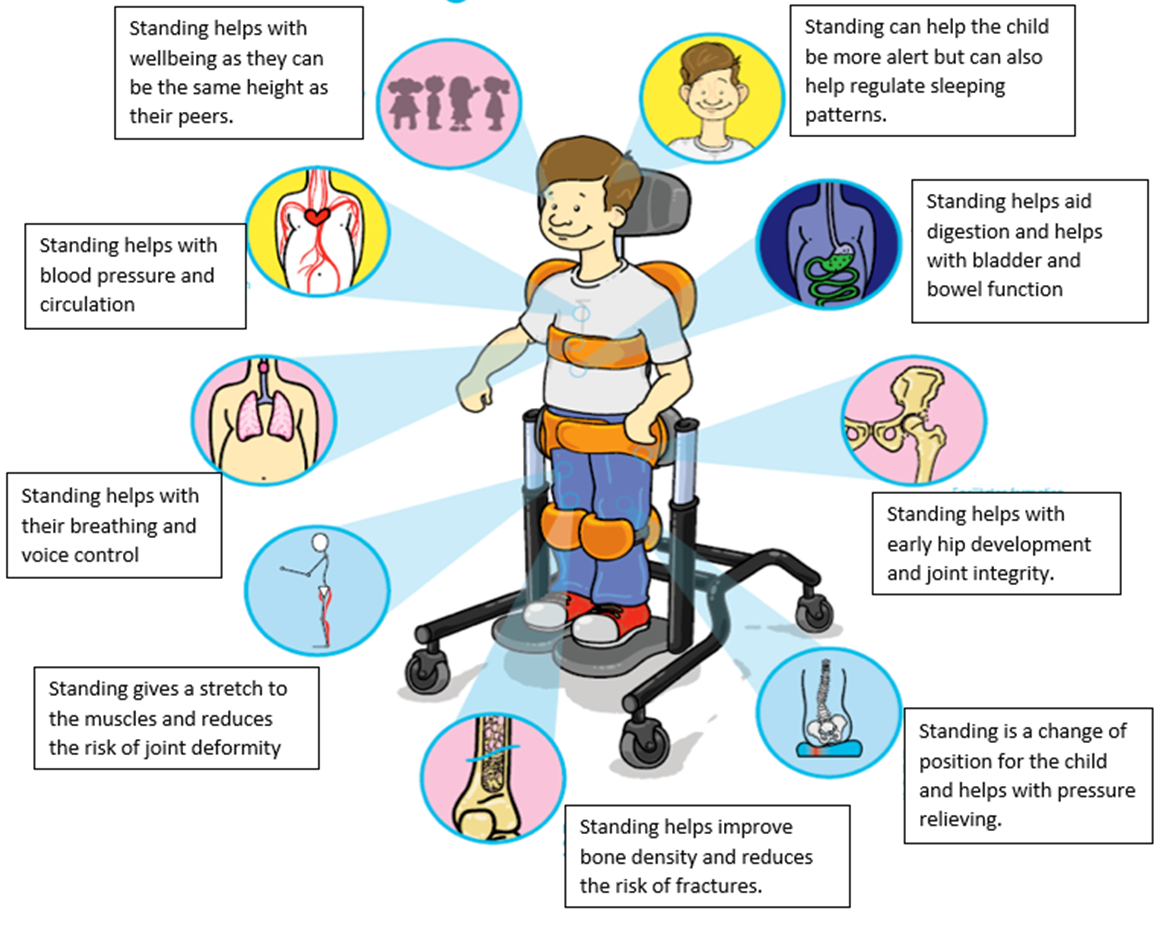 Standing helps with
wellbeing as they can
be the same height as
their peers.
Standing can help the child
be more alert but can also
help regulate sleeping
patterns.
Standing helps with
blood pressure and
circulation
Standing helps aid
digestion and helps
with bladder and
bowel function
Standing helps with
their breathing and
voice control
Standing helps with
early hip development
and joint integrity.
Standing gives a stretch to
the muscles and reduces
the risk of joint deformity
Standing is a change of
position for the child
and helps with pressure
relieving.
Standing helps improve
bone density and reduces
the risk of fractures.